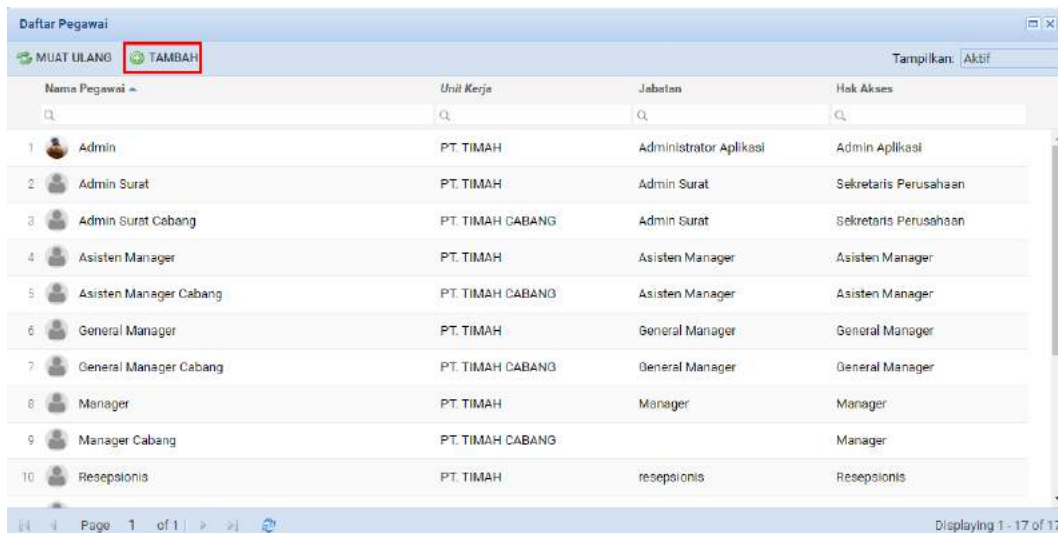 Daftar Pegawai
MUAT ULANG TAMBAH Tampilkan: Aktif
Nama Pegawai Unit Kerja Jabatan Hak Akses
1 Admin PT. TIMAH Administrator Aplikasi Admin Aplikasi
2 Admin Surat PT. TIMAH Admin Surat Sekretaris Perusahaan
3 Admin Surat Cabang PT. TIMAH CABANG Admin Surat Sekretaris Perusahaan
4 Asisten Manager PT. TIMAH Asisten Manager Asisten Manager
5 Asisten Manager Cabang PT. TIMAH CABANG Asisten Manager Asisten Manager
6 General Manager PT. TIMAH General Manager General Manager
7 General Manager Cabang PT. TIMAH CABANG General Manager General Manager
8 Manager PT. TIMAH Manager Manager
9 Manager Cabang PT. TIMAH CABANG Manager
10 Resepsionis PT. TIMAH resepsionis Resepsionis
Page 1 of 1 Displaying 1 - 17 of 17